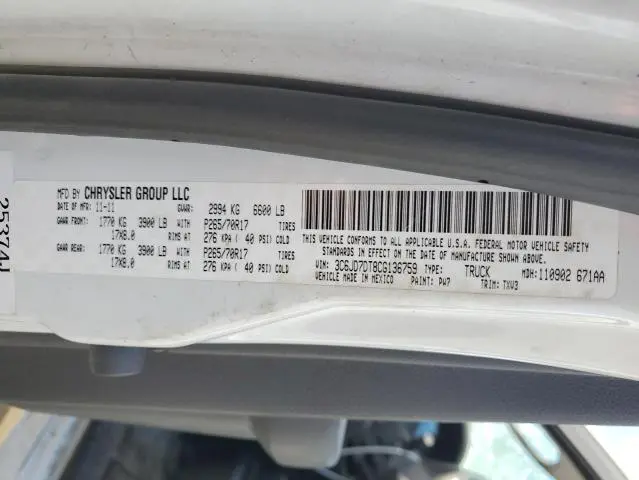 MFD BY CHRYSLER GROUP LLC
DATE OF MFR: 11-11 GVWR: 2994 KG 6600 LB
GAWR FRONT: 1770 KG 3900 LB P265/70R17 TIRES
17X8.0 RIMS AT 276 KPA ( 40 PSI) COLD
GAWR REAR: 1770 KG 3900 LB P265/70R17 TIRES
17X8.0 RIMS AT 276 KPA ( 40 PSI) COLD
THIS VEHICLE CONFORMS TO ALL APPLICABLE U.S.A. FEDERAL MOTOR VEHICLE SAFETY
STANDARDS IN EFFECT ON THE DATE OF MANUFACTURE SHOWN ABOVE.
VIN: 3C6JD7DT8CG136759 TYPE: TRUCK MDH: 110902 671AA
VEHICLE MADE IN MEXICO PAINT: PW7 TRIM: TXV3
25374J